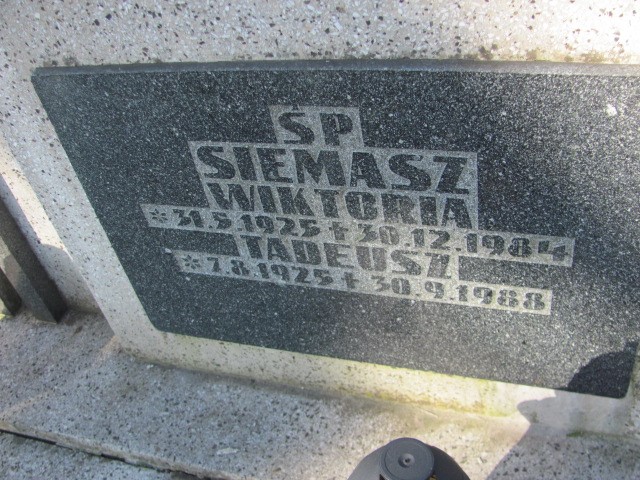 ŚP
SIEMASZ
WIKTORIA
*31.5.1925 + 30.12.1984
TADEUSZ
*7.8.1925 + 30.9.1988